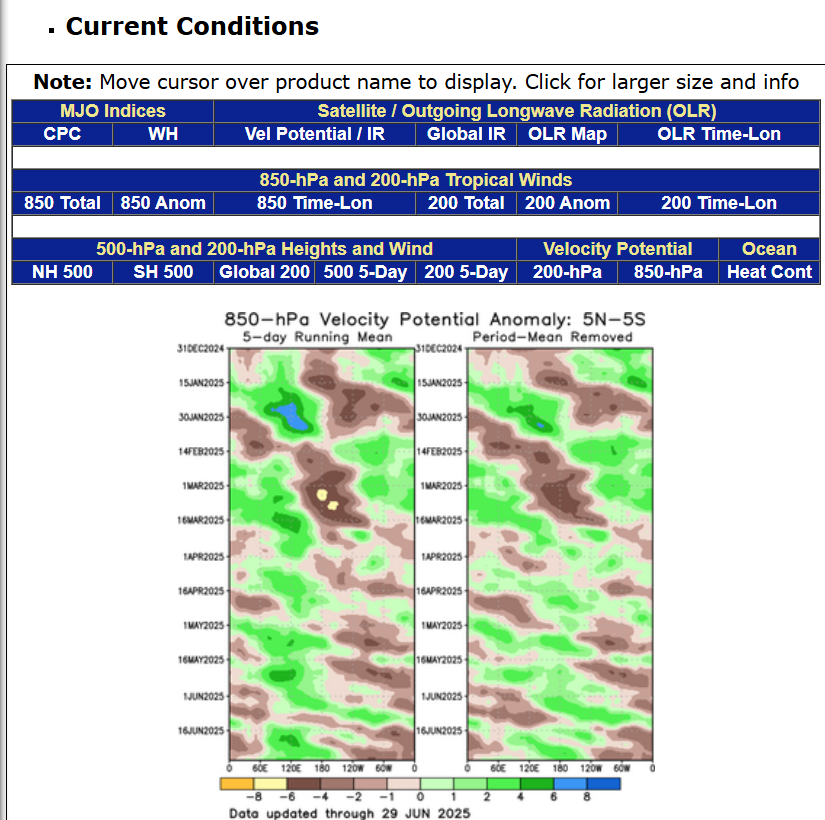 ▪ Current Conditions
Note: Move cursor over product name to display. Click for larger size and info
MJO Indices Satellite / Outgoing Longwave Radiation (OLR)
CPC WH Vel Potential / IR Global IR OLR Map OLR Time-Lon
850-hPa and 200-hPa Tropical Winds
850 Total 850 Anom 850 Time-Lon 200 Total 200 Anom 200 Time-Lon
500-hPa and 200-hPa Heights and Wind Velocity Potential Ocean
NH 500 SH 500 Global 200 500 5-Day 200 5-Day 200-hPa 850-hPa Heat Cont
850-hPa Velocity Potential Anomaly: 5N-5S
5-day Running Mean Period-Mean Removed
31DEC2024 31DEC2024
15JAN2025 15JAN2025
30JAN2025 30JAN2025
14FEB2025 14FEB2025
1MAR2025 1MAR2025
16MAR2025 16MAR2025
1APR2025 1APR2025
16APR2025 16APR2025
1MAY2025 1MAY2025
16MAY2025 16MAY2025
1JUN2025 1JUN2025
16JUN2025 16JUN2025
0 60E 120E 180 120W 60W 0 0 60E 120E 180 120W 60W 0
-8 -6 -4 -2 -1 0 1 2 4 6 8
Data updated through 29 JUN 2025